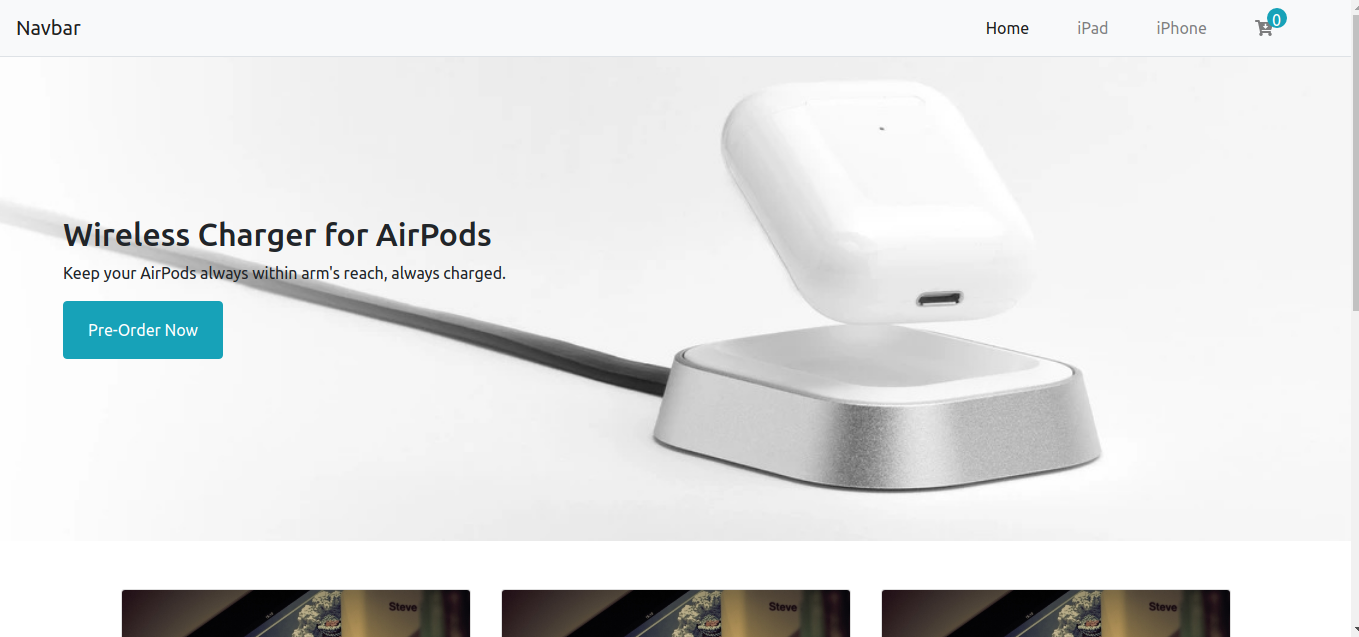 Navbar
Home iPad iPhone 0
Wireless Charger for AirPods
Keep your AirPods always within arm's reach, always charged.
Pre-Order Now
Steve Steve Steve